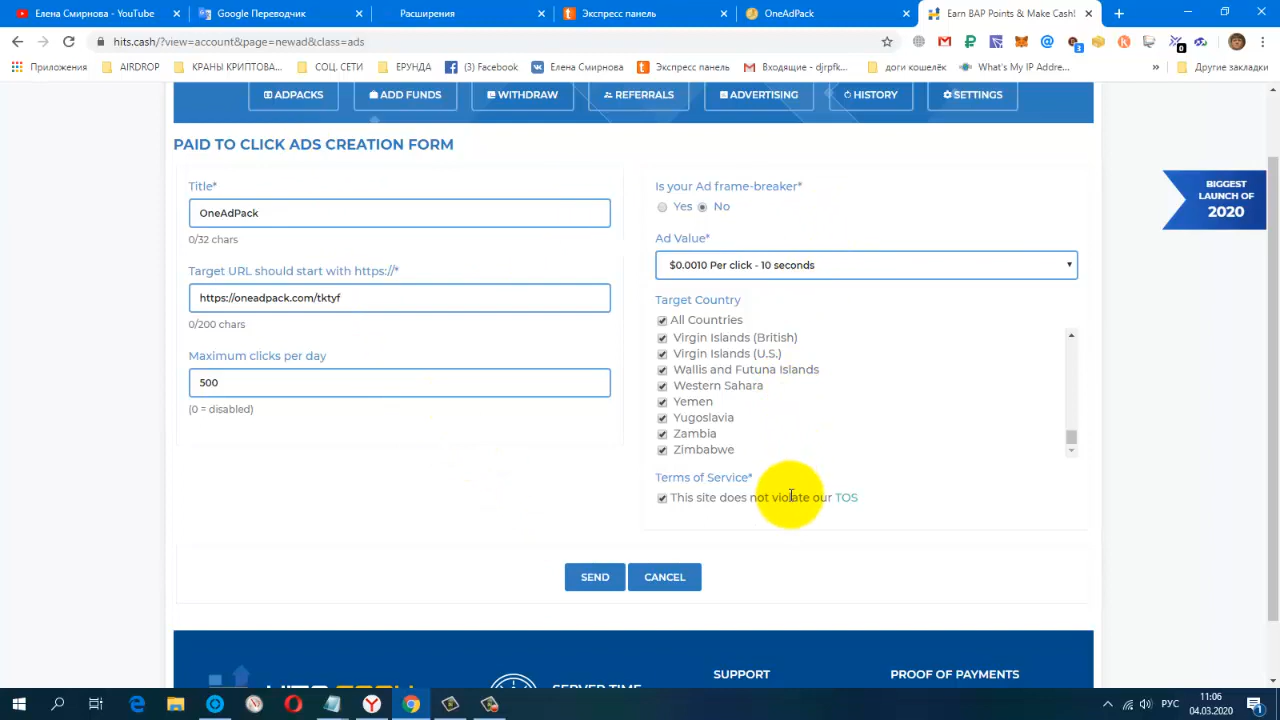 Елена Смирнова - YouTube
Google Переводчик
Расширения
Экспресс панель
OneAdPack
Earn BAP Points & Make Cash!
hits.cash/?view=account&page=newad&class=ads
3
0
Приложения
AIRDROP
КРАНЫ КРИПТОВА...
СОЦ. СЕТИ
ЕРУНДА
(3) Facebook
Елена Смирнова
Экспресс панель
Входящие - djrpfk...
доги кошелёк
What's My IP Addre...
»
Другие закладки
ADPACKS
ADD FUNDS
WITHDRAW
REFERRALS
ADVERTISING
HISTORY
SETTINGS
PAID TO CLICK ADS CREATION FORM
Title*
OneAdPack
0/32 chars
Target URL should start with https://*
https://oneadpack.com/tktyf
0/200 chars
Maximum clicks per day
500
(0 = disabled)
Is your Ad frame-breaker*
Yes No
Ad Value*
$0.0010 Per click - 10 seconds
Target Country
All Countries
Virgin Islands (British)
Virgin Islands (U.S.)
Wallis and Futuna Islands
Western Sahara
Yemen
Yugoslavia
Zambia
Zimbabwe
Terms of Service*
This site does not violate our TOS
SEND
CANCEL
BIGGEST
LAUNCH OF
2020
SERVER TIME
SUPPORT
PROOF OF PAYMENTS
РУС
11:06
04.03.2020
1